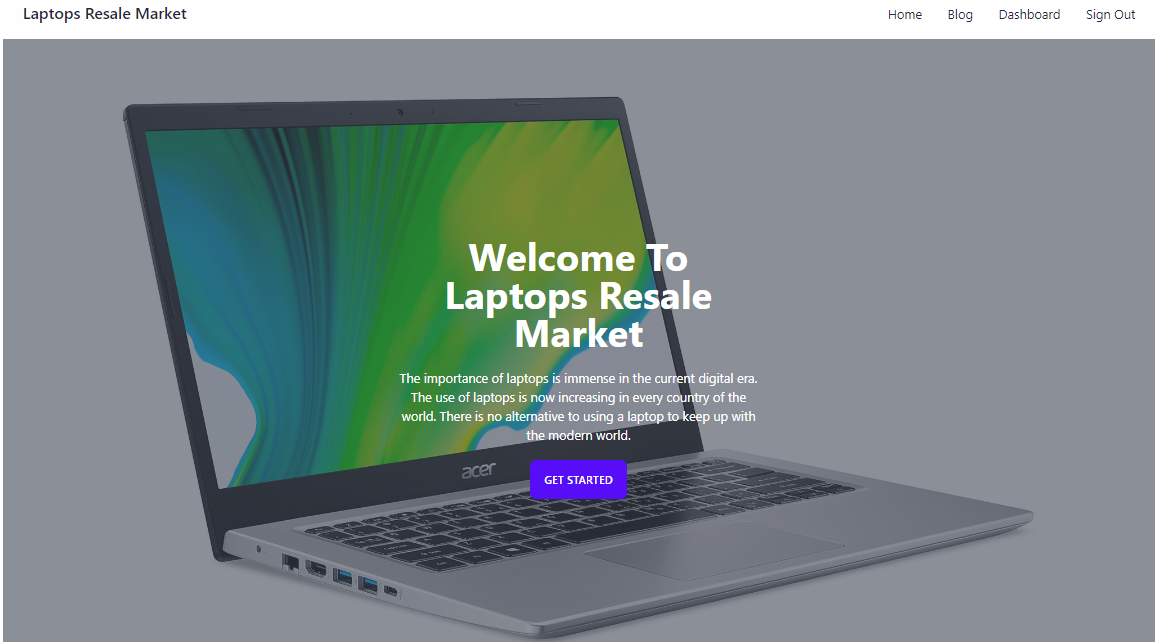 Laptops Resale Market
Home Blog Dashboard Sign Out
Welcome To
Laptops Resale
Market
The importance of laptops is immense in the current digital era.
The use of laptops is now increasing in every country of the
world. There is no alternative to using a laptop to keep up with
the modern world.
acer
GET STARTED